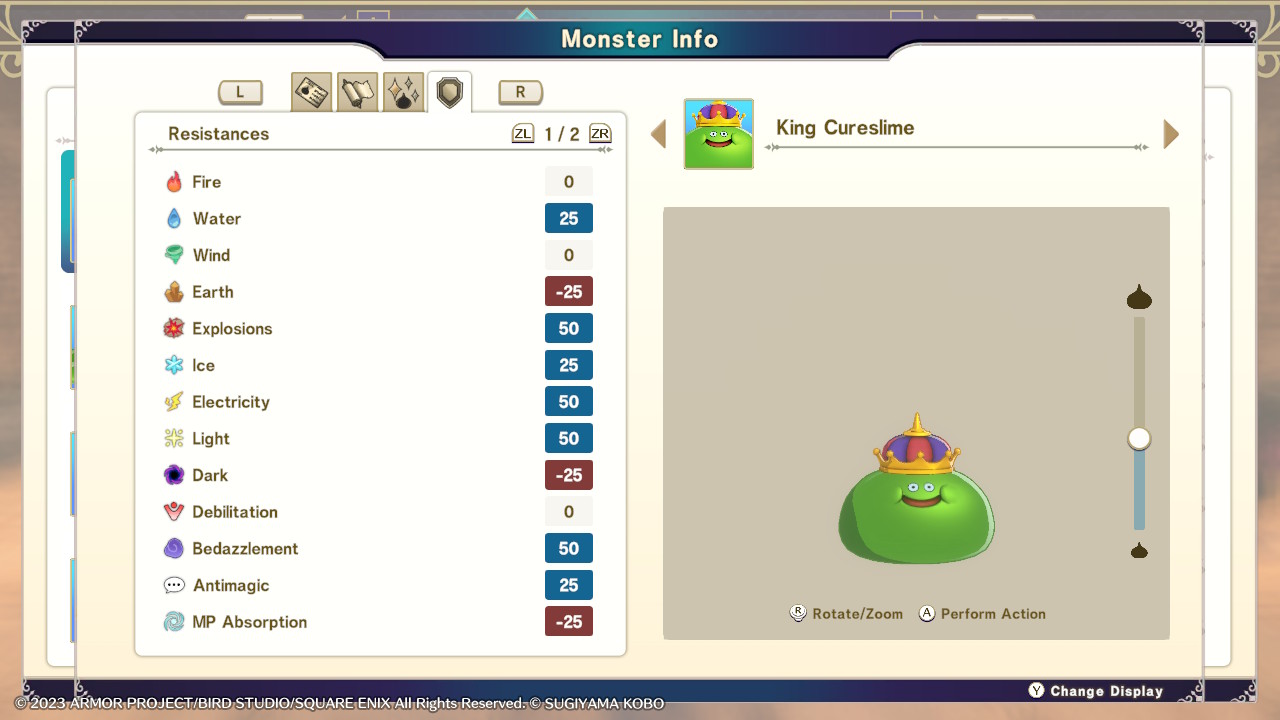 Monster Info
L
R
Resistances
ZL 1 / 2 ZR
King Cureslime
Fire 0
Water 25
Wind 0
Earth -25
Explosions 50
Ice 25
Electricity 50
Light 50
Dark -25
Debilitation 0
Bedazzlement 50
Antimagic 25
MP Absorption -25
R Rotate/Zoom A Perform Action
Y Change Display
© 2023 ARMOR PROJECT/BIRD STUDIO/SQUARE ENIX All Rights Reserved. © SUGIYAMA KOBO